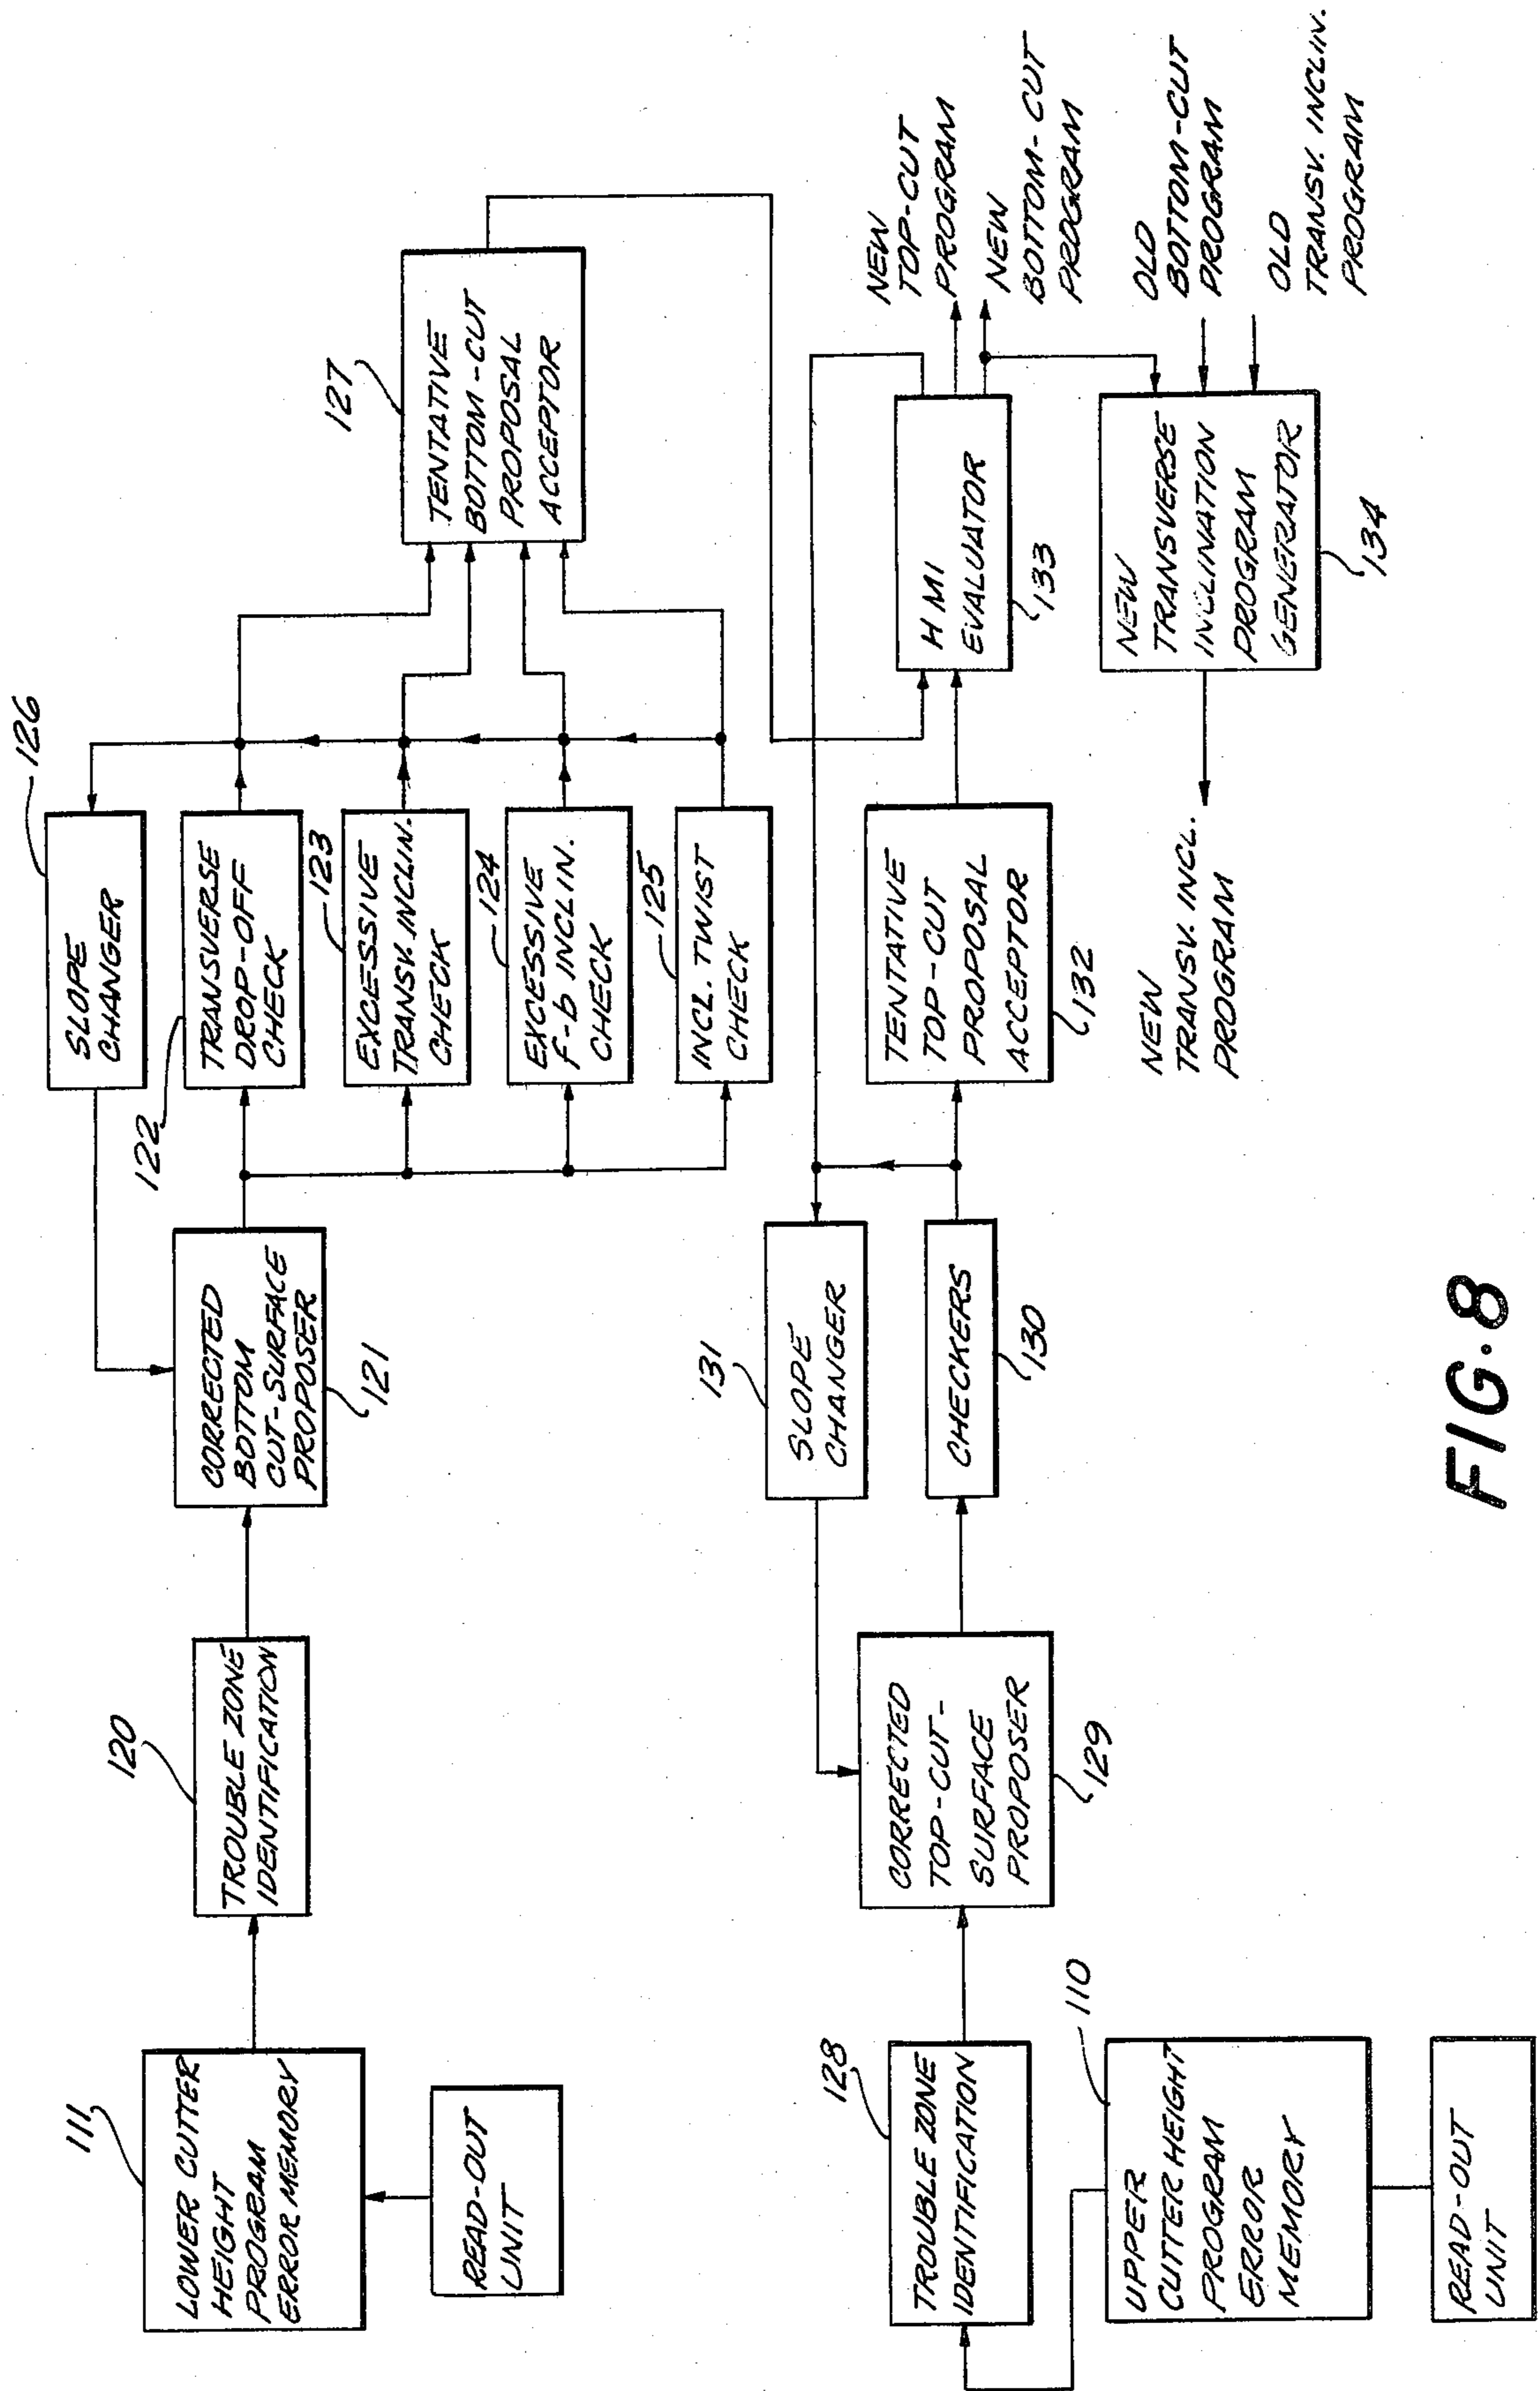 111
LOWER CUTTER
HEIGHT
PROGRAM
ERROR MEMORY
READ-OUT
UNIT
120
TROUBLE ZONE
IDENTIFICATION
CORRECTED
BOTTOM
CUT-SURFACE
PROPOSER
121
126
SLOPE
CHANGER
122
TRANSVERSE
DROP-OFF
CHECK
123
EXCESSIVE
TRANSV. INCLIN.
CHECK
124
EXCESSIVE
F-b INCLIN.
CHECK
125
INCL. TWIST
CHECK
127
TENTATIVE
BOTTOM-CUT
PROPOSAL
ACCEPTOR
128
TROUBLE ZONE
IDENTIFICATION
110
UPPER
CUTTER HEIGHT
PROGRAM
ERROR
MEMORY
READ-OUT
UNIT
CORRECTED
TOP-CUT-
SURFACE
PROPOSER
129
131
SLOPE
CHANGER
CHECKERS
130
TENTATIVE
TOP-CUT
PROPOSAL
ACCEPTOR
132
HMI
EVALUATOR
133
NEW
TOP-CUT
PROGRAM
NEW
BOTTOM-CUT
PROGRAM
OLD
BOTTOM-CUT
PROGRAM
OLD
TRANSV. INCLIN.
PROGRAM
NEW
TRANSVERSE
INCLINATION
PROGRAM
GENERATOR
134
NEW
TRANSV. INCL.
PROGRAM
FIG. 8